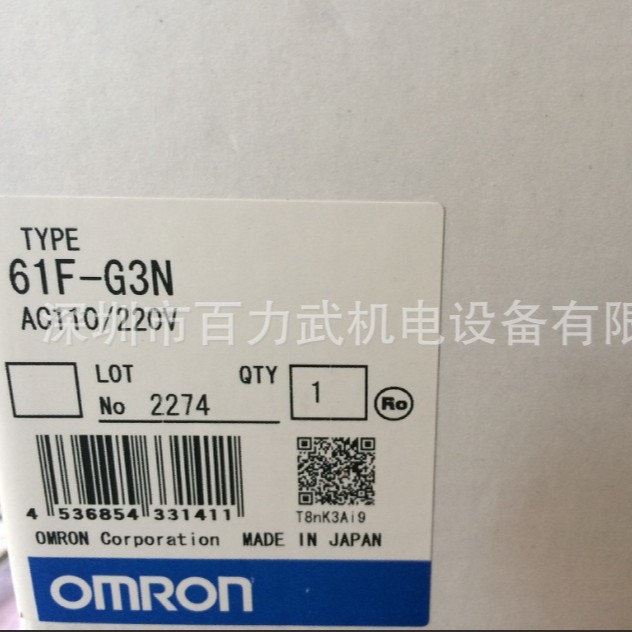 TYPE
61F-G3N
AC110/220V
深圳市百力武机电设备有限
LOT
No 2274
QTY
1
Ro
4 536854 331411
T8nK3Ai9
OMRON Corporation MADE IN JAPAN
OMRON